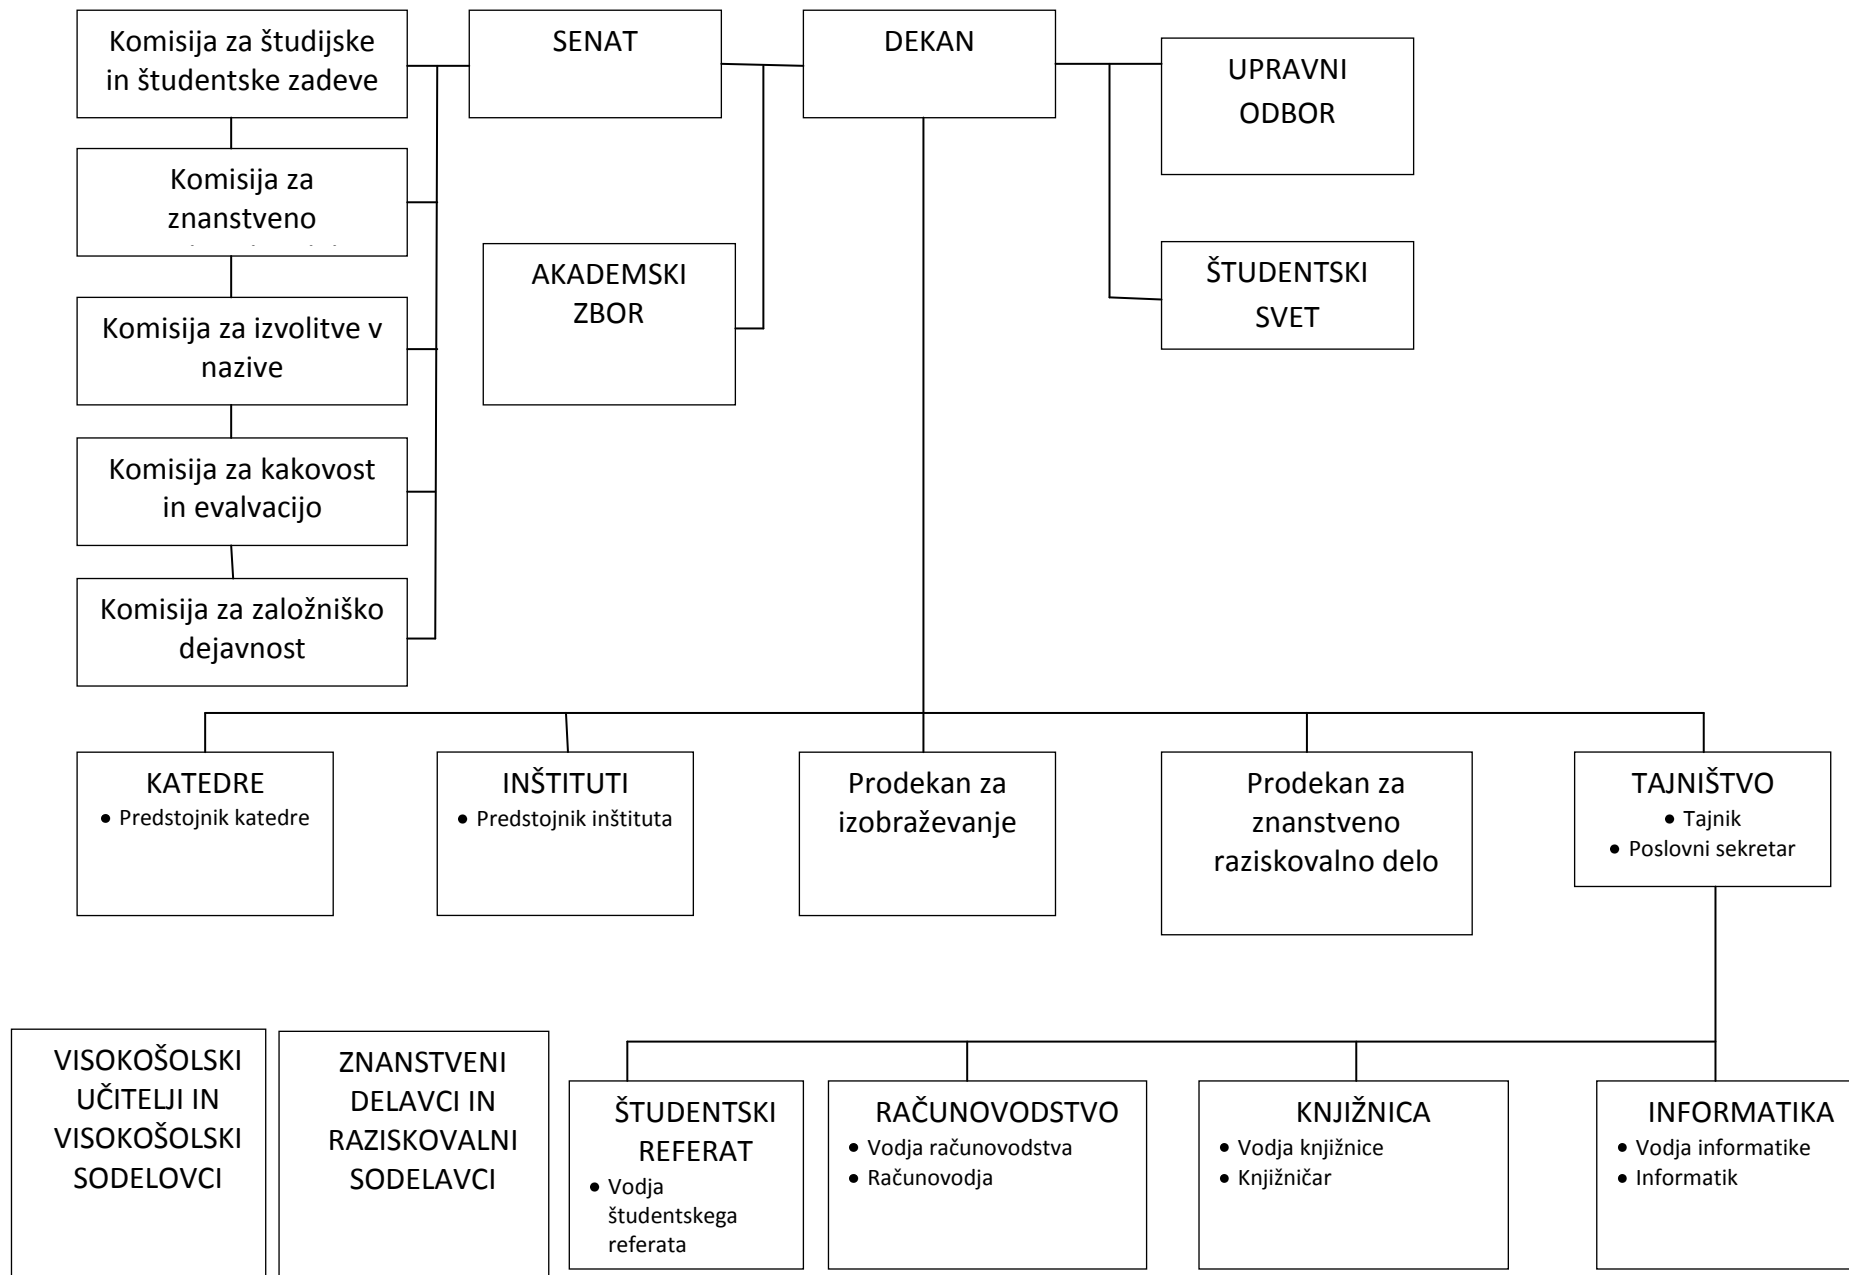 Komisija za študijske
in študentske zadeve
SENAT
DEKAN
UPRAVNI
ODBOR
Komisija za
znanstveno
AKADEMSKI
ZBOR
ŠTUDENTSKI
SVET
Komisija za izvolitve v
nazive
Komisija za kakovost
in evalvacijo
Komisija za založniško
dejavnost
KATEDRE
• Predstojnik katedre
INŠTITUTI
• Predstojnik inštituta
Prodekan za
izobraževanje
Prodekan za
znanstveno
raziskovalno delo
TAJNIŠTVO
• Tajnik
• Poslovni sekretar
VISOKOŠOLSKI
UČITELJI IN
VISOKOŠOLSKI
SODELOVCI
ZNANSTVENI
DELAVCI IN
RAZISKOVALNI
SODELAVCI
ŠTUDENTSKI
REFERAT
• Vodja
študentskega
referata
RAČUNOVODSTVO
• Vodja računovodstva
• Računovodja
KNJIŽNICA
• Vodja knjižnice
• Knjižničar
INFORMATIKA
• Vodja informatike
• Informatik